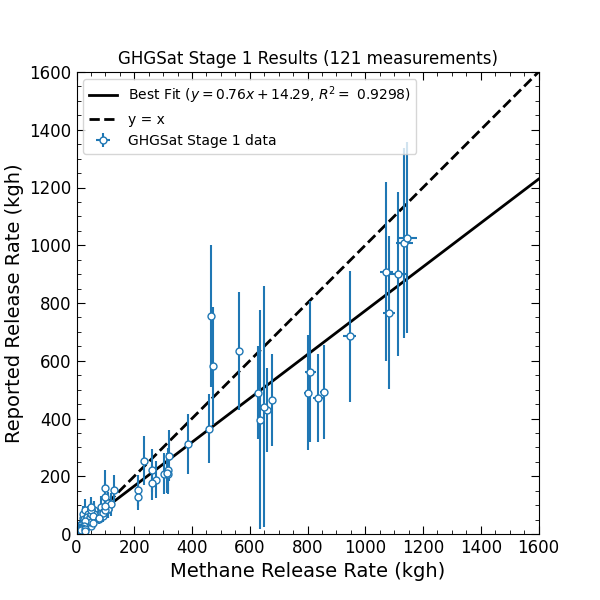 GHGSat Stage 1 Results (121 measurements)
Best Fit (y = 0.76x + 14.29, R² = 0.9298)
y = x
GHGSat Stage 1 data
Reported Release Rate (kgh)
1600
1400
1200
1000
800
600
400
200
0
0 200 400 600 800 1000 1200 1400 1600
Methane Release Rate (kgh)